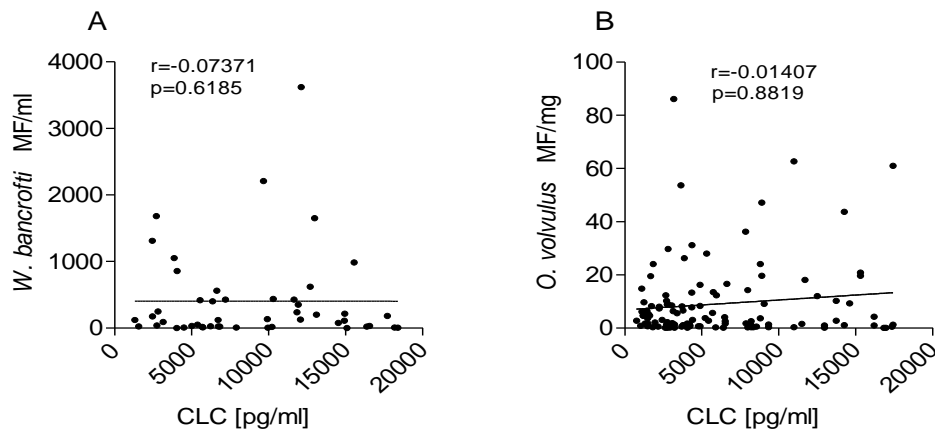 A
r=-0.07371
p=0.6185
4000
3000
2000
1000
0
W. bancrofti MF/ml
0
5000
10000
15000
20000
CLC [pg/ml]
B
r=-0.01407
p=0.8819
100
80
60
40
20
0
O. volvulus MF/mg
0
5000
10000
15000
20000
CLC [pg/ml]